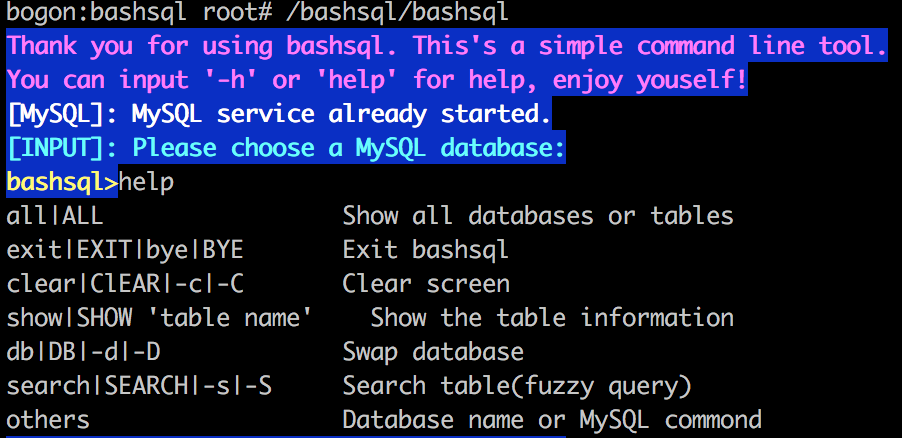 bogon:bashsql root# /bashsql/bashsql
Thank you for using bashsql. This's a simple command line tool.
You can input '-h' or 'help' for help, enjoy youself!
[MySQL]: MySQL service already started.
[INPUT]: Please choose a MySQL database:
bashsql>help
all|ALL Show all databases or tables
exit|EXIT|bye|BYE Exit bashsql
clear|ClEAR|-c|-C Clear screen
show|SHOW 'table name' Show the table information
db|DB|-d|-D Swap database
search|SEARCH|-s|-S Search table(fuzzy query)
others Database name or MySQL commond